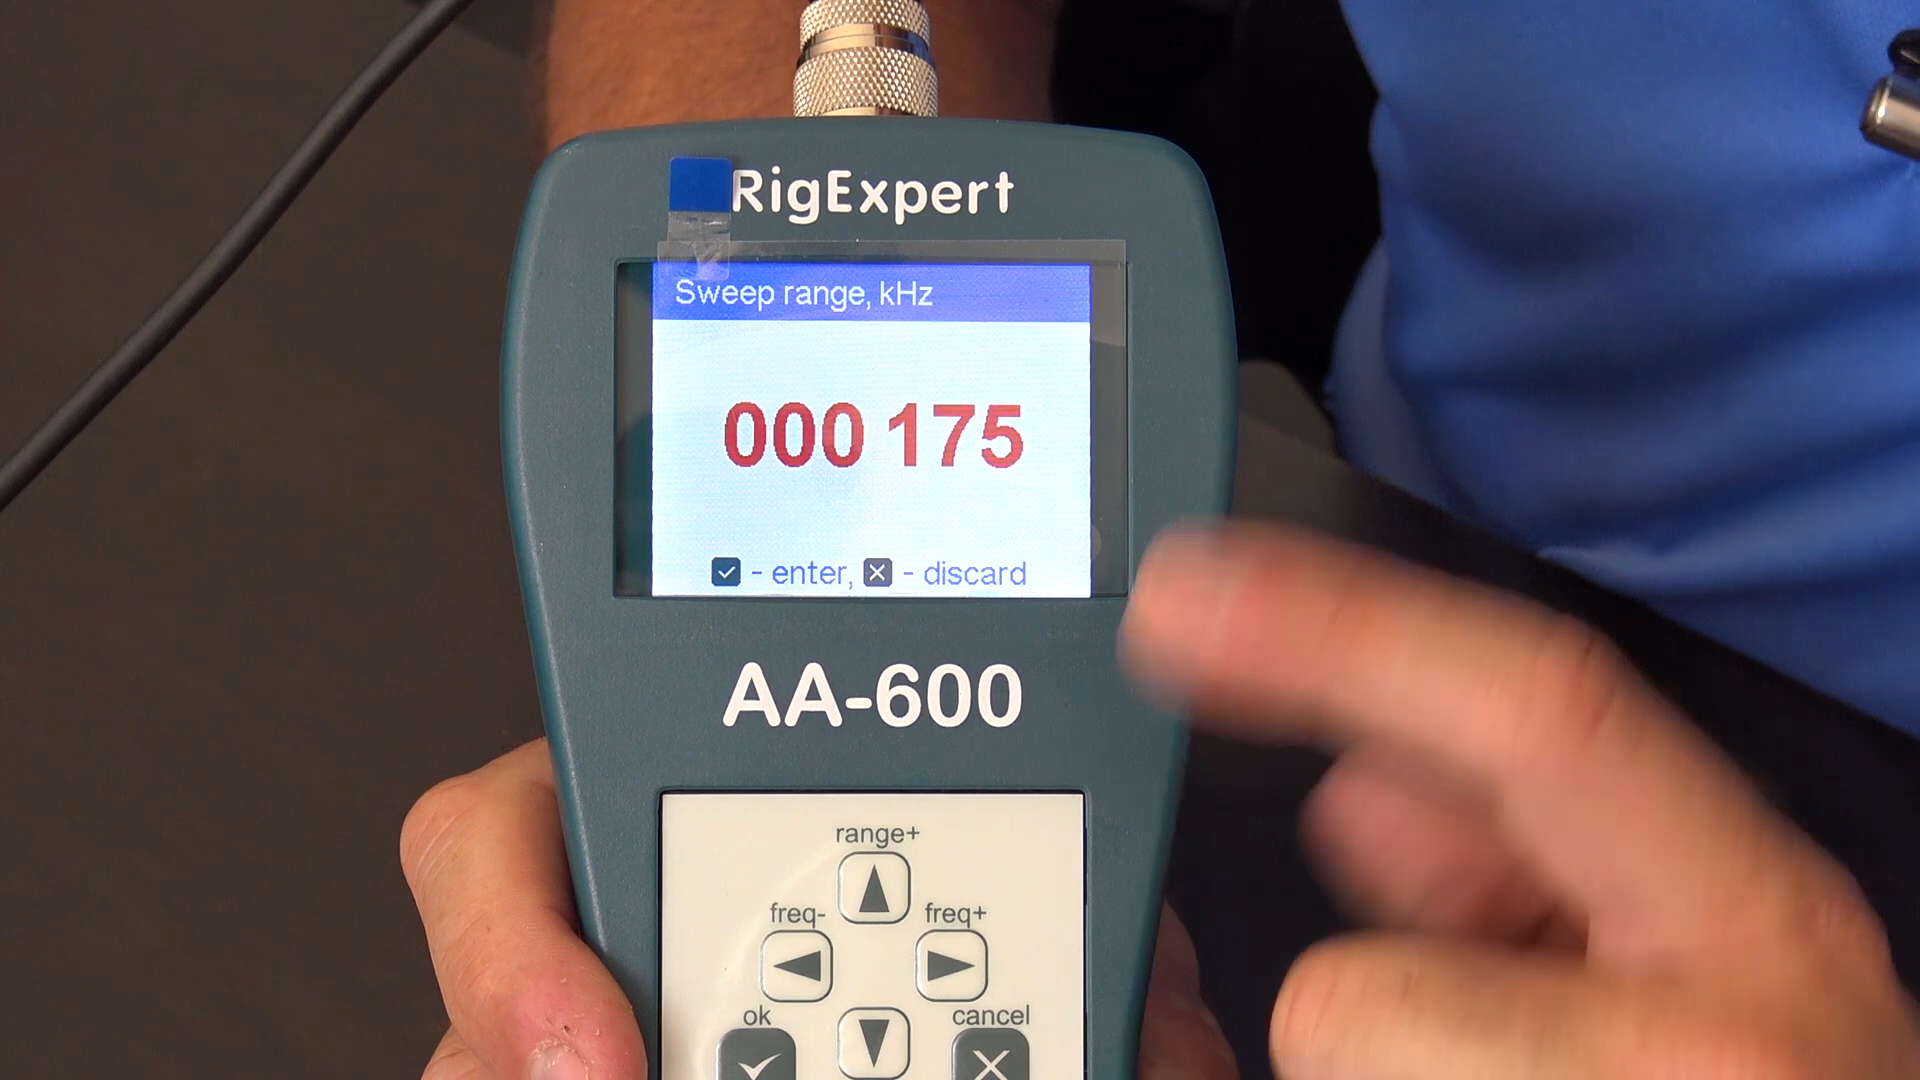 RigExpert
Sweep range, kHz
000 175
- enter, - discard
AA-600
range+
freq- freq+
ok cancel